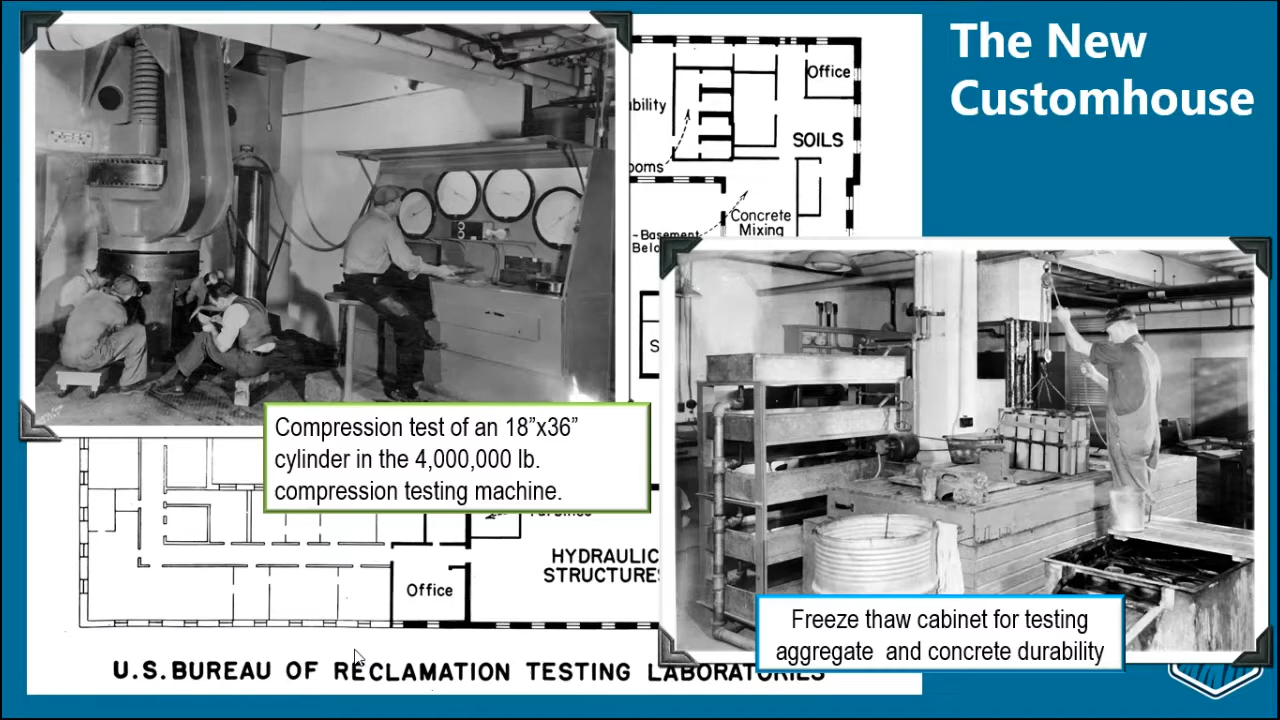 The New
Customhouse
Office
SOILS
Concrete
Mixing
Basement
Compression test of an 18”x36”
cylinder in the 4,000,000 lb.
compression testing machine.
HYDRAULIC
STRUCTURES
Office
Freeze thaw cabinet for testing
aggregate and concrete durability
U.S. BUREAU OF RECLAMATION TESTING LABORATORIES